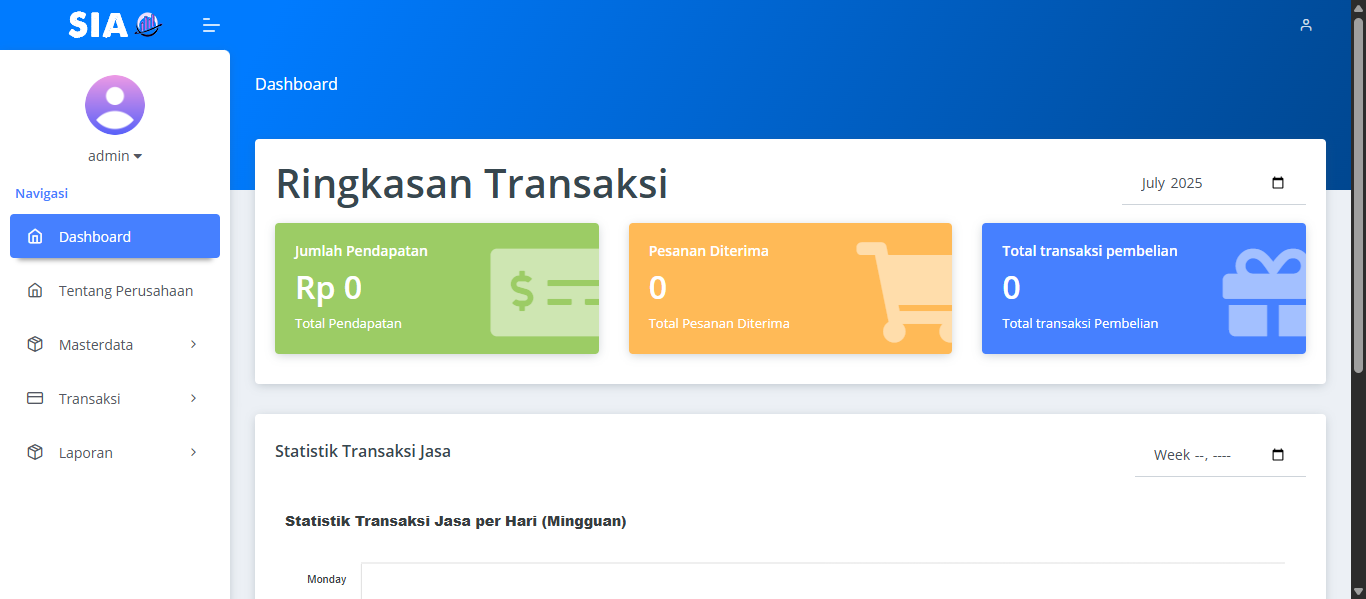 SIA
Dashboard
admin
Navigasi
Dashboard
Tentang Perusahaan
Masterdata
Transaksi
Laporan
Ringkasan Transaksi
July 2025
Jumlah Pendapatan
Rp 0
Total Pendapatan
Pesanan Diterima
0
Total Pesanan Diterima
Total transaksi pembelian
0
Total transaksi Pembelian
Statistik Transaksi Jasa
Week --, ----
Statistik Transaksi Jasa per Hari (Mingguan)
Monday